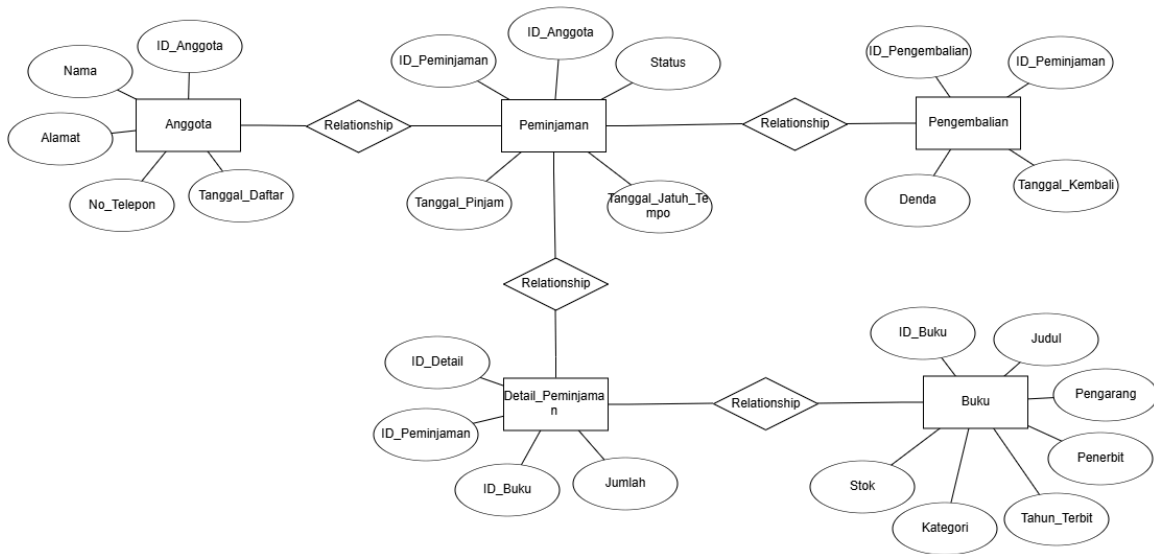 ID_Anggota
Nama
Anggota
Alamat
No_Telepon
Tanggal_Daftar
Relationship
ID_Peminjaman
ID_Anggota
Status
Peminjaman
Tanggal_Pinjam
Tanggal_Jatuh_Te
mpo
Relationship
ID_Pengembalian
ID_Peminjaman
Pengembalian
Denda
Tanggal_Kembali
Relationship
ID_Detail
Detail_Peminjama
n
ID_Peminjaman
ID_Buku
Jumlah
Relationship
ID_Buku
Judul
Buku
Pengarang
Penerbit
Stok
Kategori
Tahun_Terbit